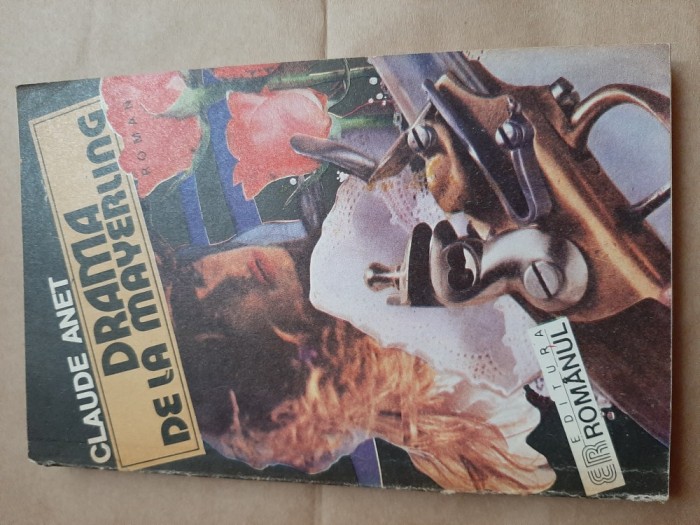 CLAUDE ANET
DRAMA
DE LA MAYERLING
ROMAN
EDITURA
ER ROMÂNUL